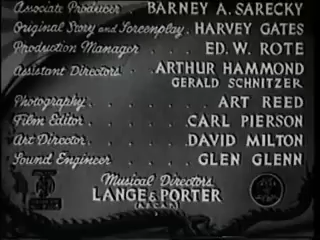 Associate Producer BARNEY A. SARECKY
Original Story and Screenplay. HARVEY GATES
Production Manager . . . ED. W. ROTE
Assistant Directors . . ARTHUR HAMMOND
GERALD SCHNITZER
Photography . . . . . ART REED
Film Editor . . . . CARL PIERSON
Art Director . . . . DAVID MILTON
Sound Engineer . . . GLEN GLENN
Musical Directors
LANGE & PORTER
(A.S.C.A.P.)